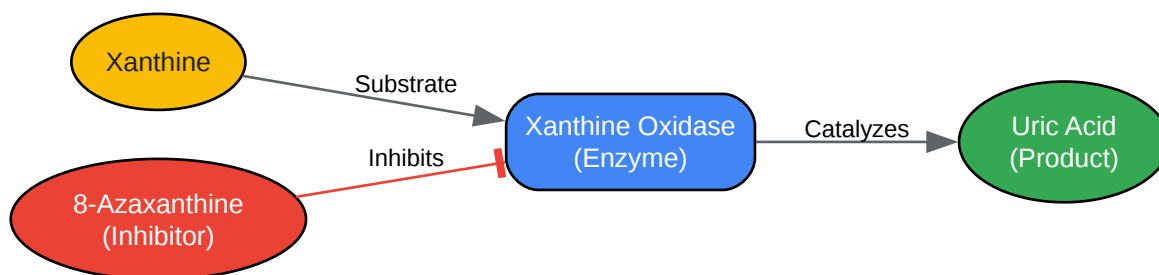 Xanthine
Substrate
Xanthine Oxidase
(Enzyme)
Catalyzes
Uric Acid
(Product)
Inhibits
8-Azaxanthine
(Inhibitor)